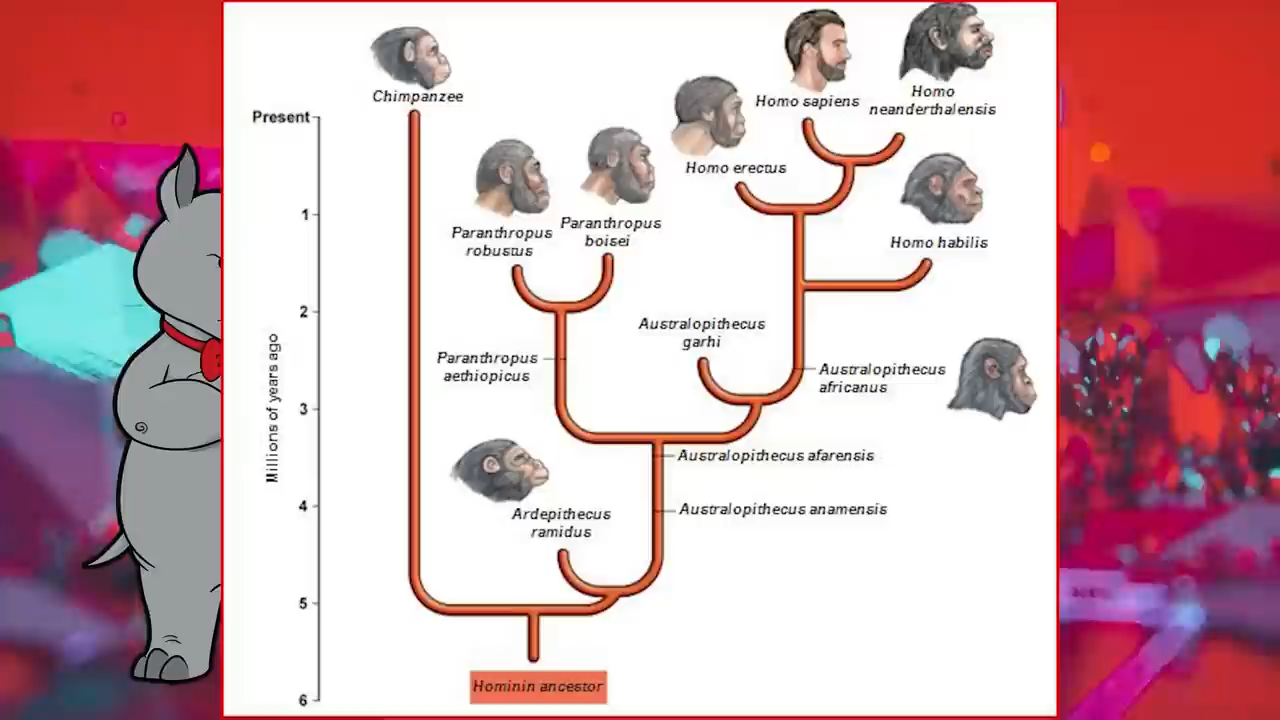 Chimpanzee
Homo sapiens
Homo
neanderthalensis
Present
Homo erectus
Paranthropus
robustus
Paranthropus
boisei
Homo habilis
1
2
Millions of years ago
Australopithecus
garhi
Paranthropus
aethiopicus
Australopithecus
africanus
3
Australopithecus afarensis
4
Ardepithecus
ramidus
Australopithecus anamensis
5
Hominin ancestor
6